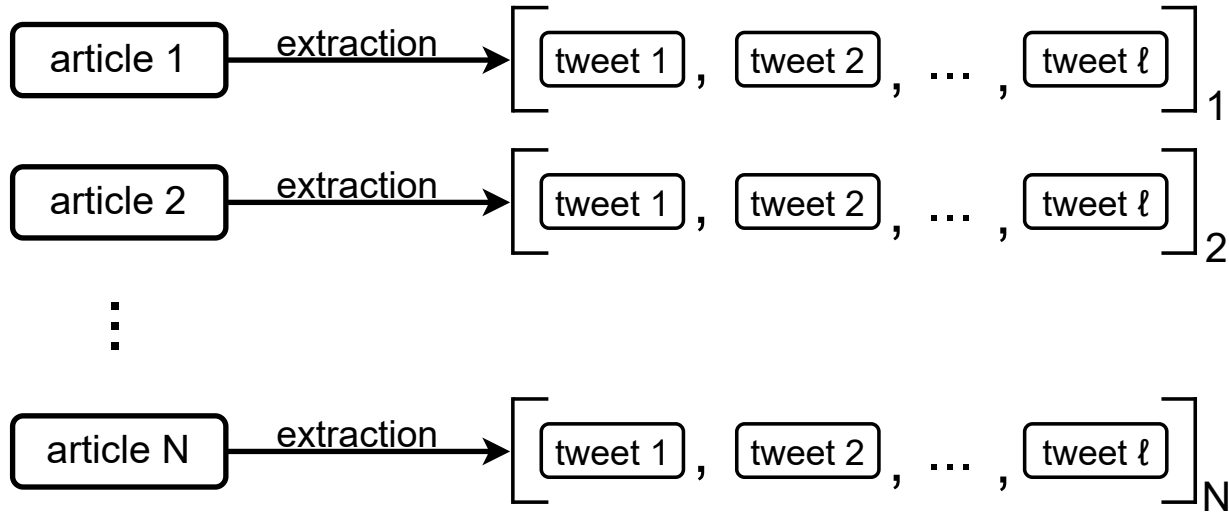 article 1 extraction [ tweet 1 , tweet 2 , ... , tweet ℓ ] 1
article 2 extraction [ tweet 1 , tweet 2 , ... , tweet ℓ ] 2
⋮
article N extraction [ tweet 1 , tweet 2 , ... , tweet ℓ ] N